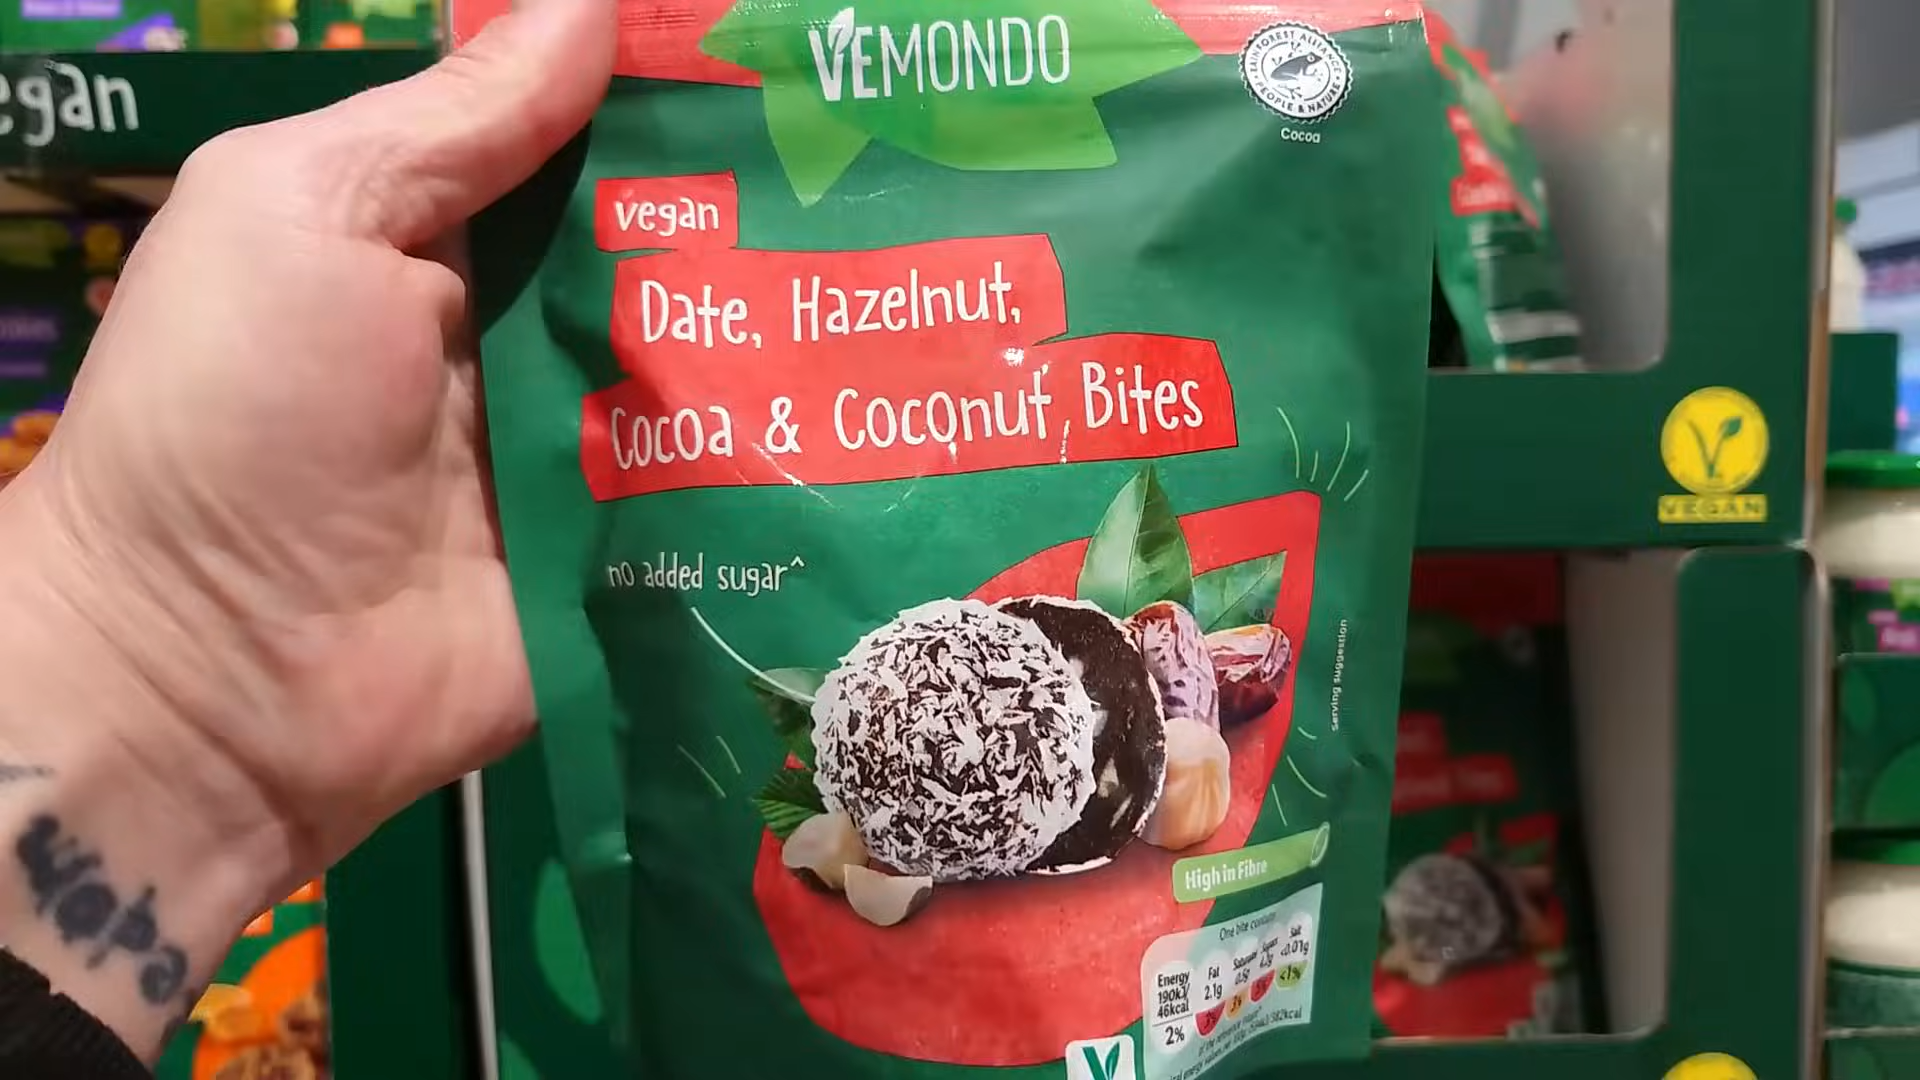 egan
VEMONDO
RAINFOREST ALLIANCE
PEOPLE & NATURE
Cocoa
vegan
Date, Hazelnut,
Cocoa & Coconut Bites
no added sugar^
Serving suggestion
High in Fibre
One bite contains
Energy
190kJ
46kcal
2%
Fat
2.1g
3%
Saturates
Sugars
Salt
<0.01g
<1%
VEGAN